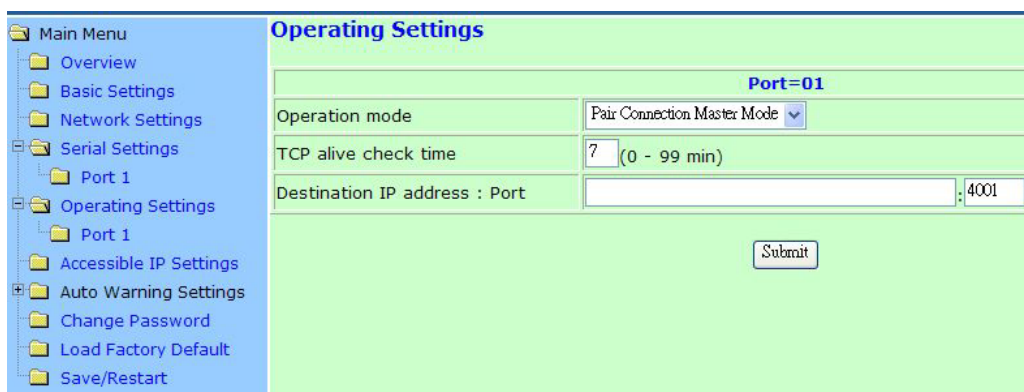 Main Menu
Overview
Basic Settings
Network Settings
Serial Settings
Port 1
Operating Settings
Port 1
Accessible IP Settings
Auto Warning Settings
Change Password
Load Factory Default
Save/Restart
Operating Settings
Port=01
Operation mode Pair Connection Master Mode
TCP alive check time 7 (0 - 99 min)
Destination IP address : Port : 4001
Submit